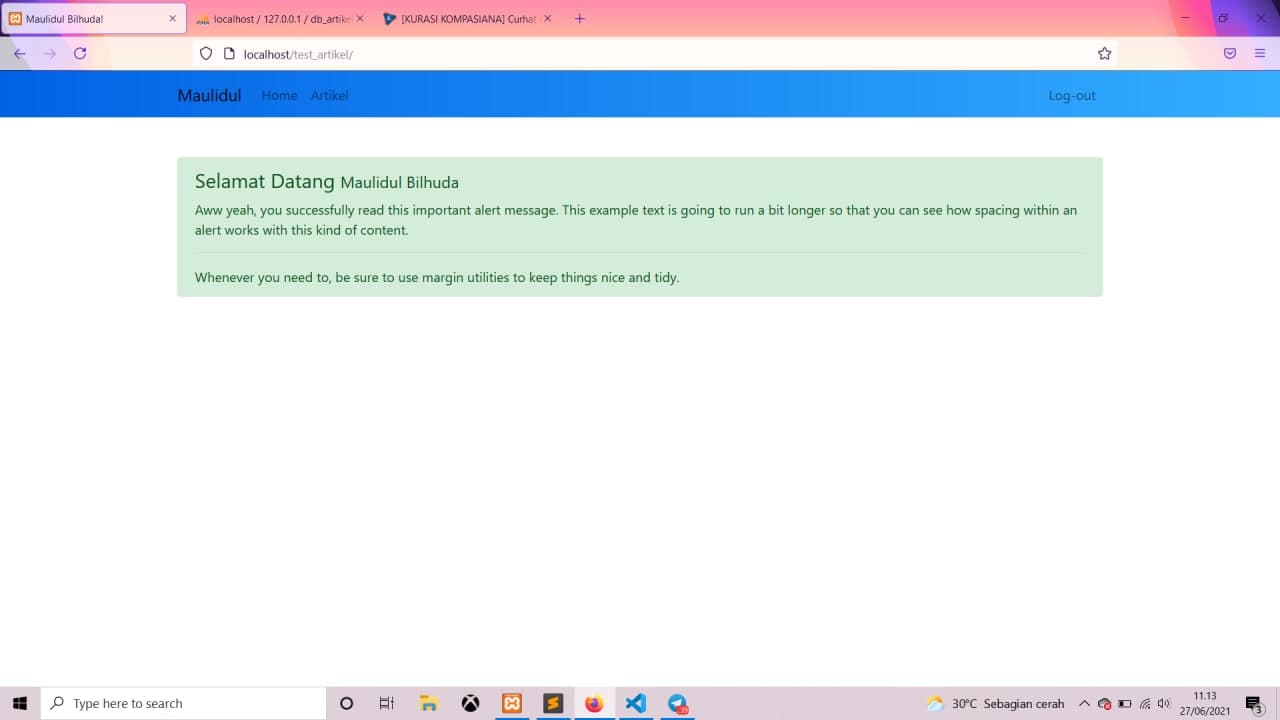 Maulidul Bilhuda!
localhost / 127.0.0.1 / db_artikel
[KURASI KOMPASIANA] Curhat
localhost/test_artikel/
Maulidul Home Artikel Log-out
Selamat Datang Maulidul Bilhuda
Aww yeah, you successfully read this important alert message. This example text is going to run a bit longer so that you can see how spacing within an
alert works with this kind of content.
Whenever you need to, be sure to use margin utilities to keep things nice and tidy.
Type here to search
30°C Sebagian cerah
11.13
27/06/2021
3